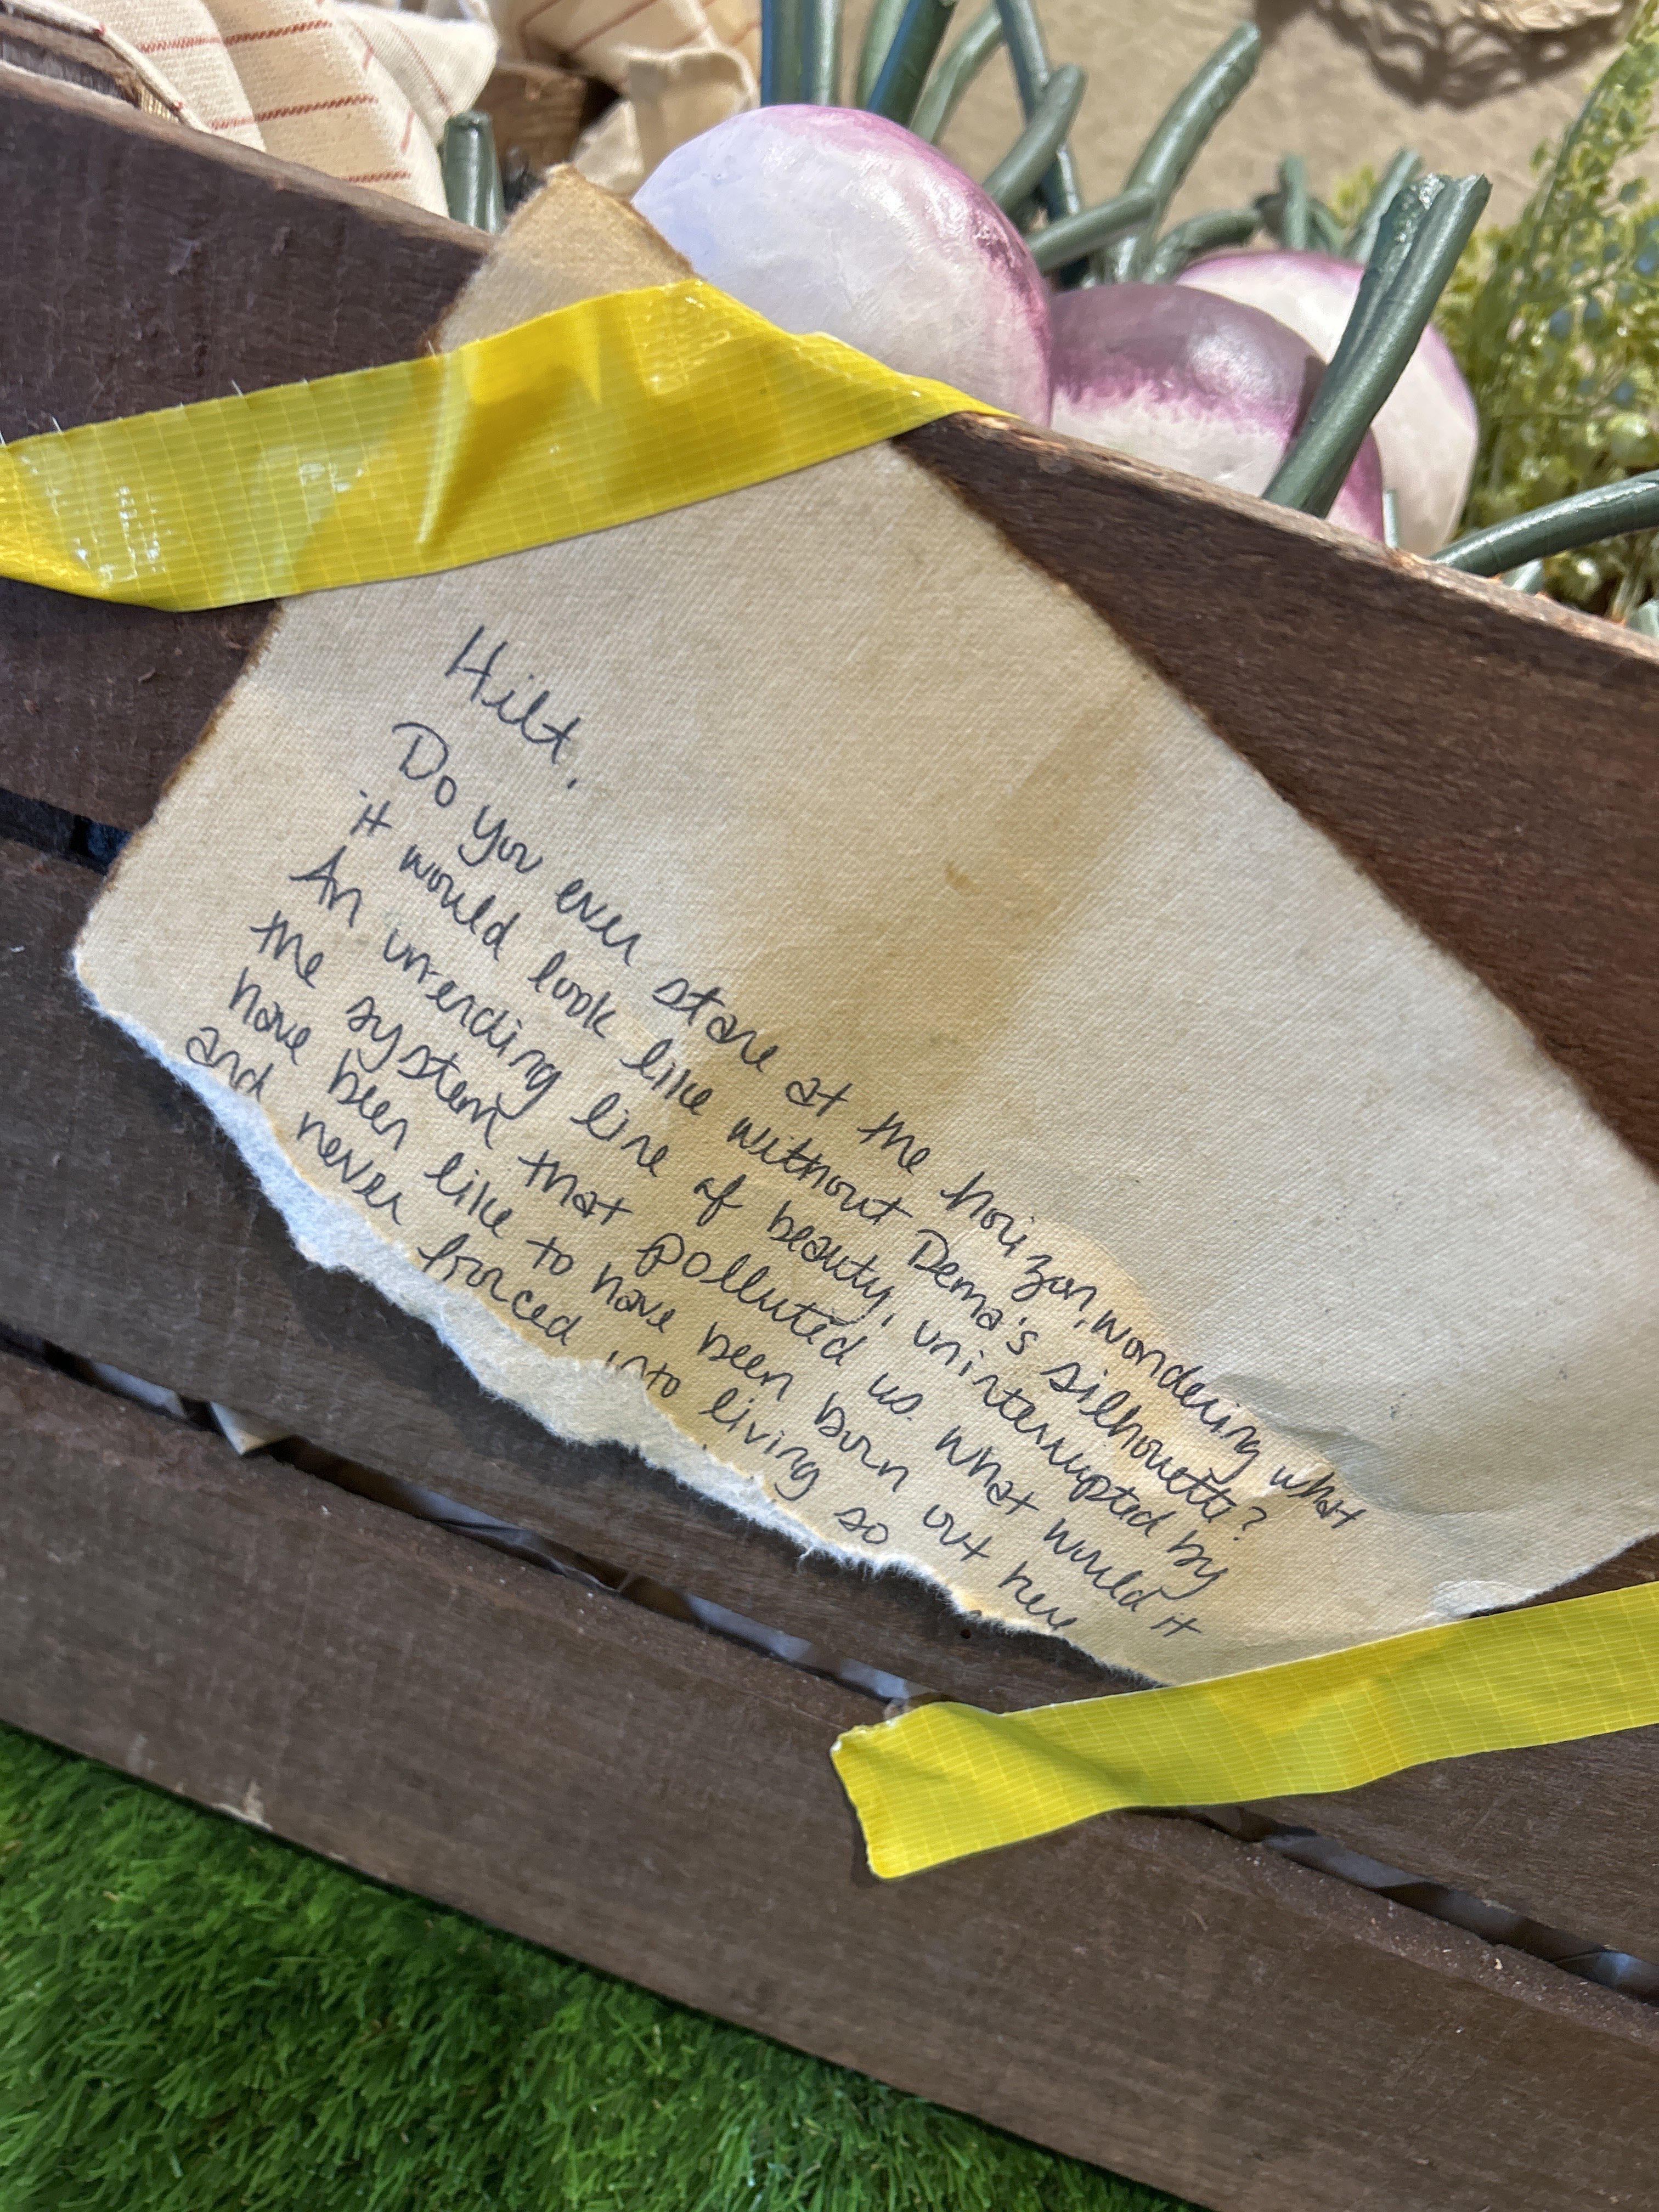 Hilt,
Do you ever stare at the horizon, wondering what
it would look like without Dema's silhouette?
An unending line of beauty, uninterrupted by
the system that polluted us. What would it
have been like to have been born out here
and never forced into living so